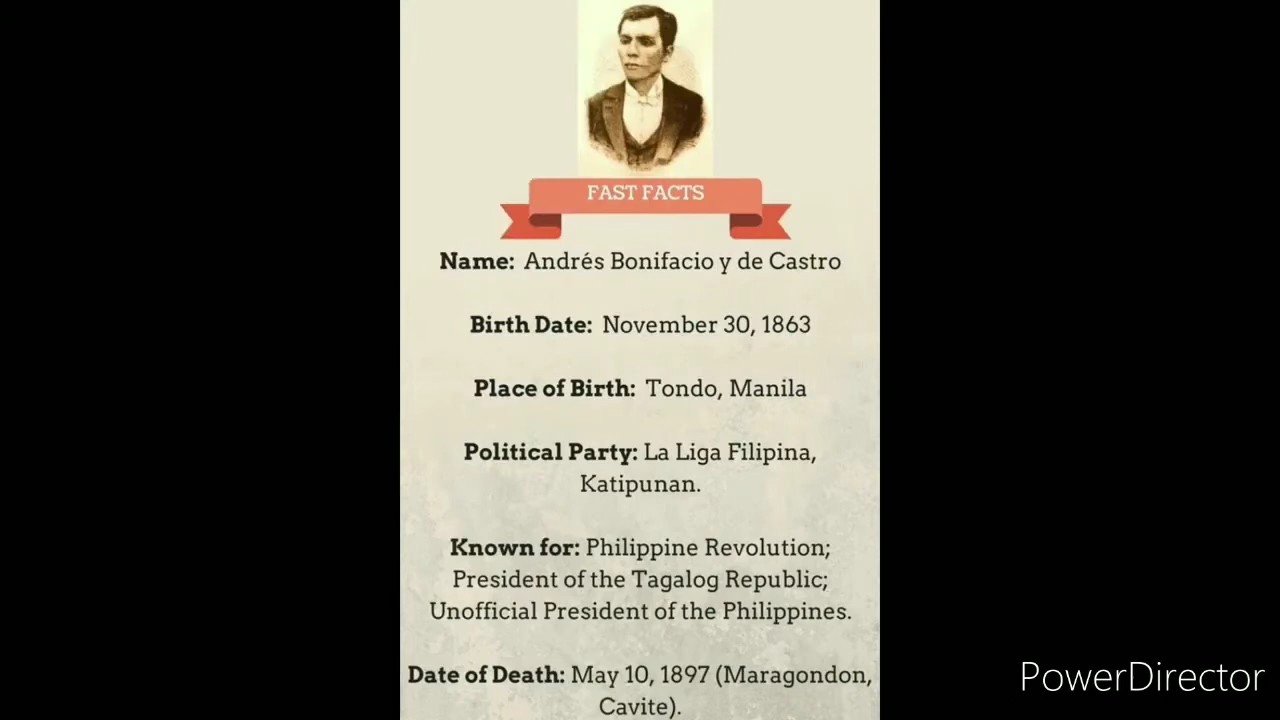 FAST FACTS
Name: Andrés Bonifacio y de Castro
Birth Date: November 30, 1863
Place of Birth: Tondo, Manila
Political Party: La Liga Filipina,
Katipunan.
Known for: Philippine Revolution;
President of the Tagalog Republic;
Unofficial President of the Philippines.
Date of Death: May 10, 1897 (Maragondon,
Cavite).
PowerDirector